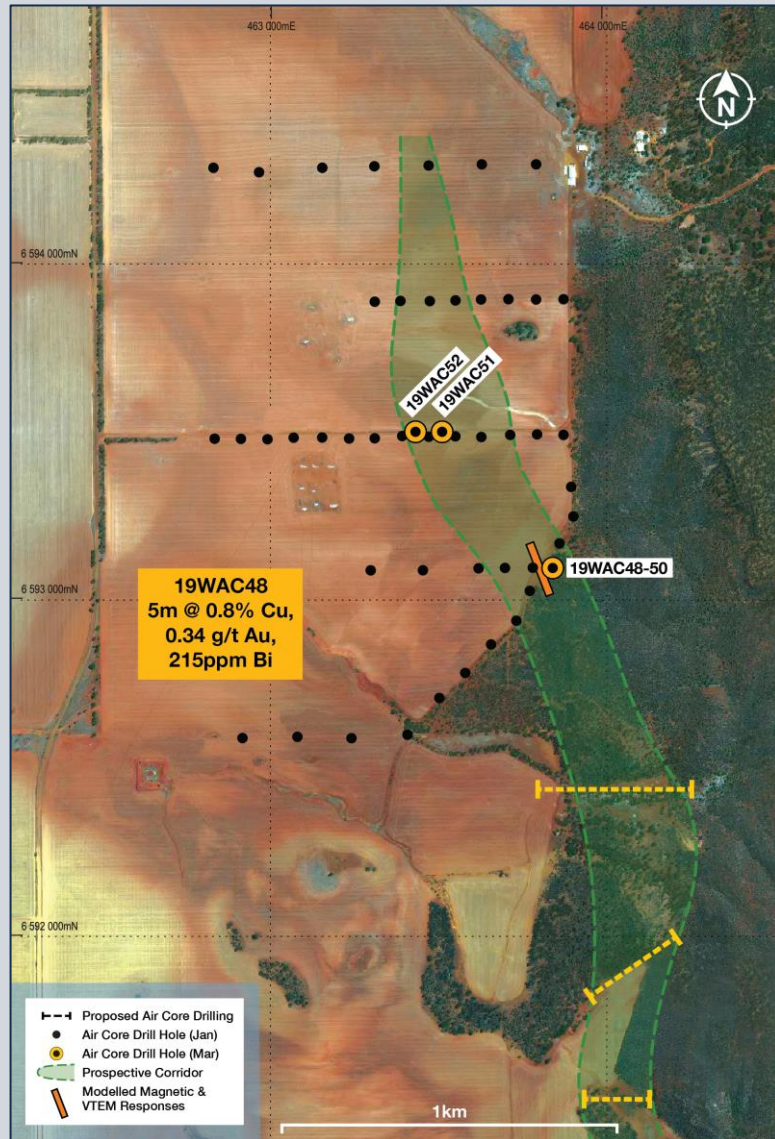 463 000mE
464 000mE
N
6 594 000mN
19WAC52
19WAC51
6 593 000mN
19WAC48-50
19WAC48
5m @ 0.8% Cu,
0.34 g/t Au,
215ppm Bi
6 592 000mN
Proposed Air Core Drilling
Air Core Drill Hole (Jan)
Air Core Drill Hole (Mar)
Prospective Corridor
Modelled Magnetic &
VTEM Responses
1km